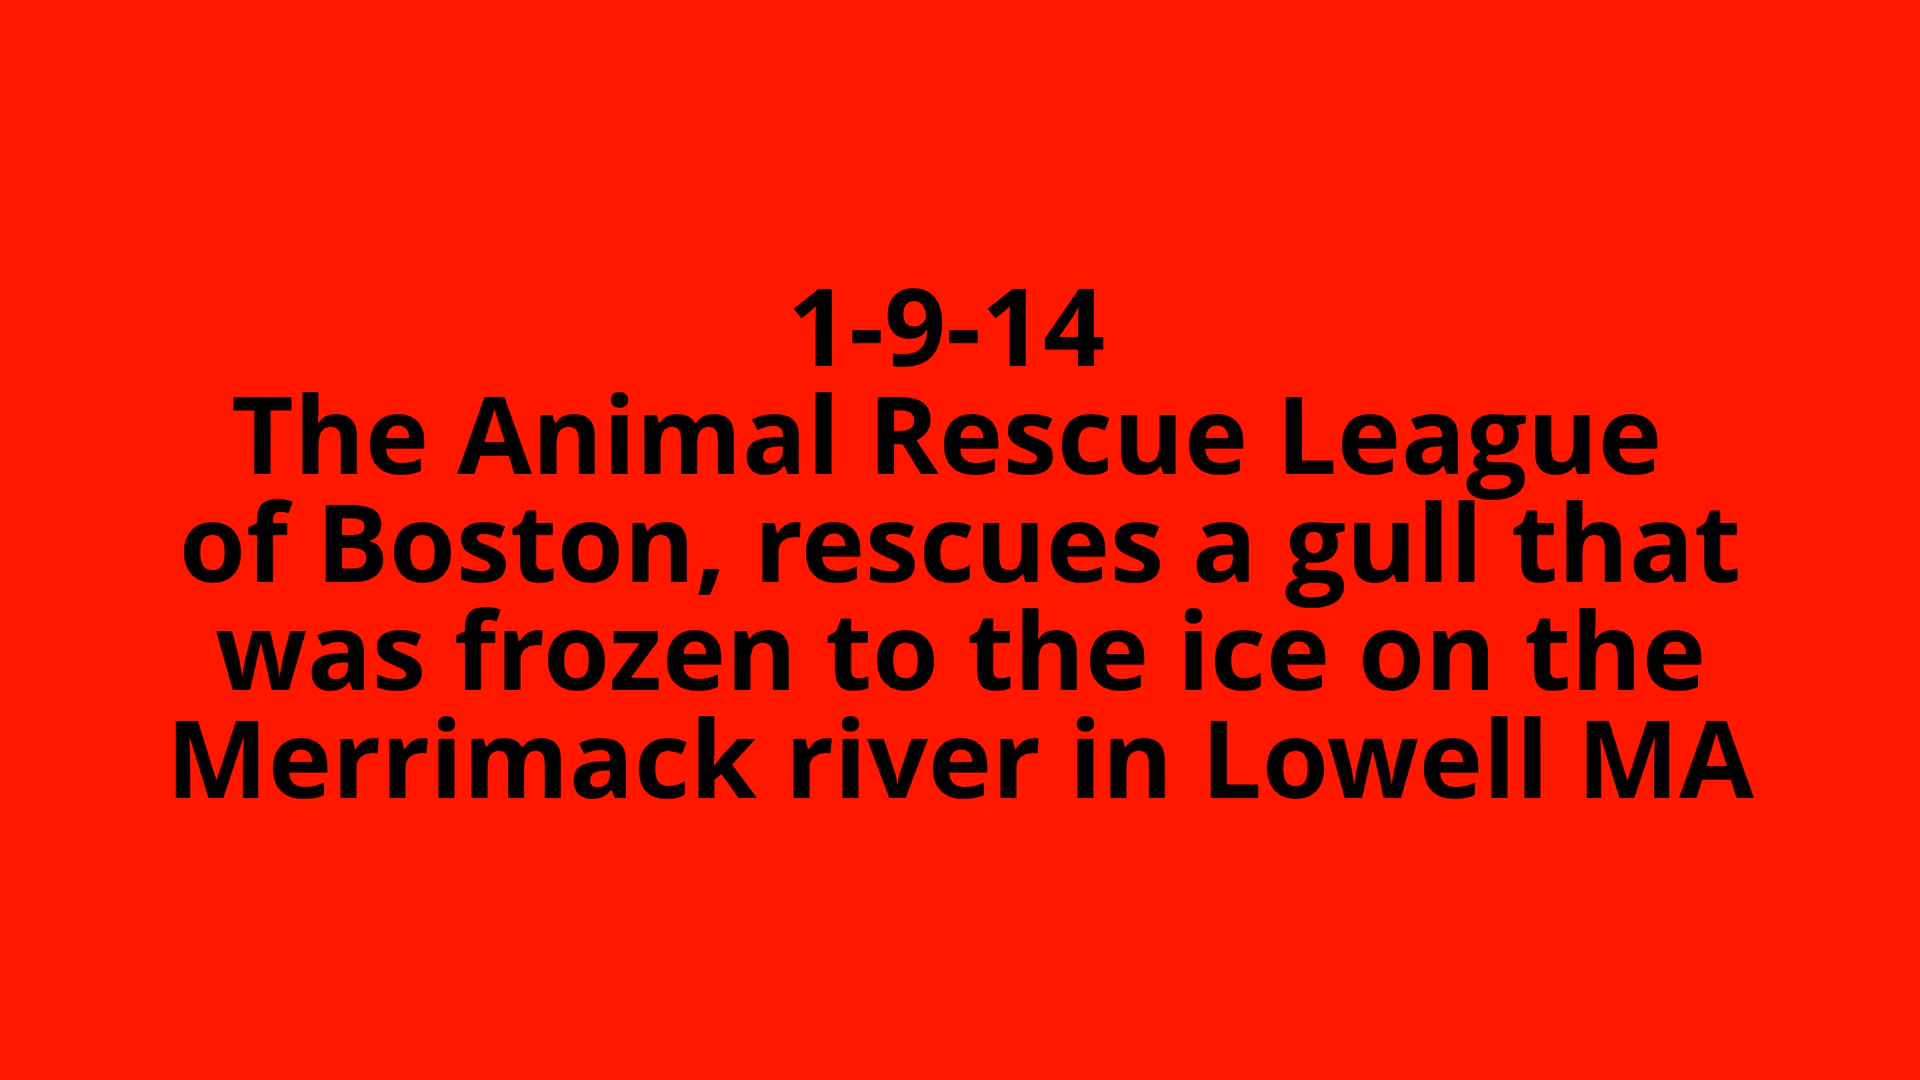 1-9-14
The Animal Rescue League
of Boston, rescues a gull that
was frozen to the ice on the
Merrimack river in Lowell MA